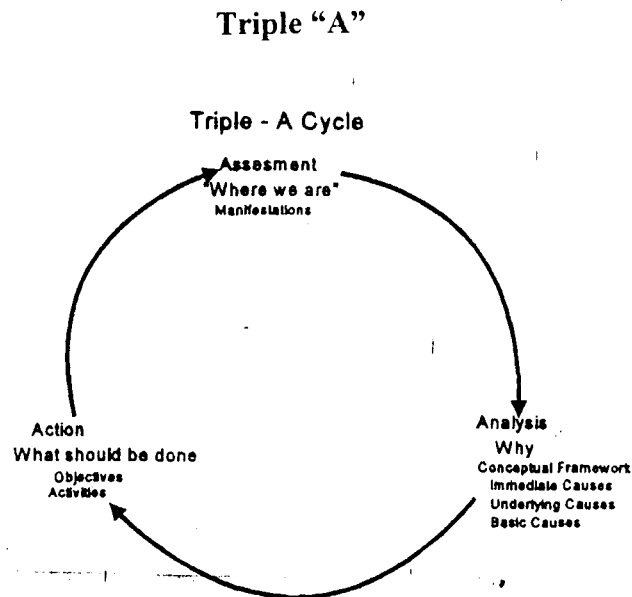 Triple “A”
Triple - A Cycle
Assesment
"Where we are"
Manifestations
Analysis
Why
Conceptual Framework
Immediate Causes
Underlying Causes
Basic Causes
Action
What should be done
Objectives
Activities